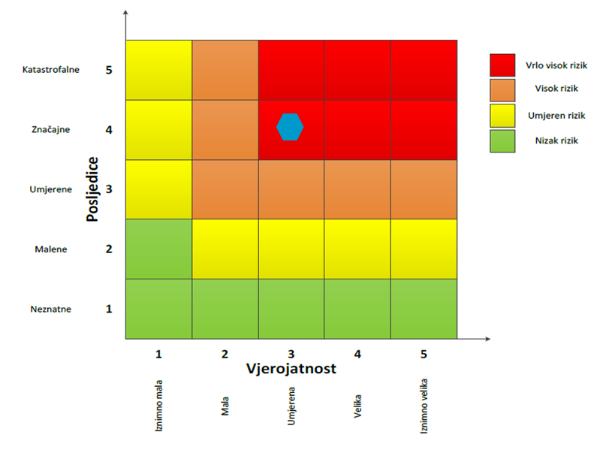 Katastrofalne 5
Značajne 4
Umjerene 3
Malene 2
Neznatne 1
Posljedice
1 2 3 4 5
Vjerojatnost
Iznimno mala
Mala
Umjerena
Velika
Iznimno velika
Vrlo visok rizik
Visok rizik
Umjeren rizik
Nizak rizik